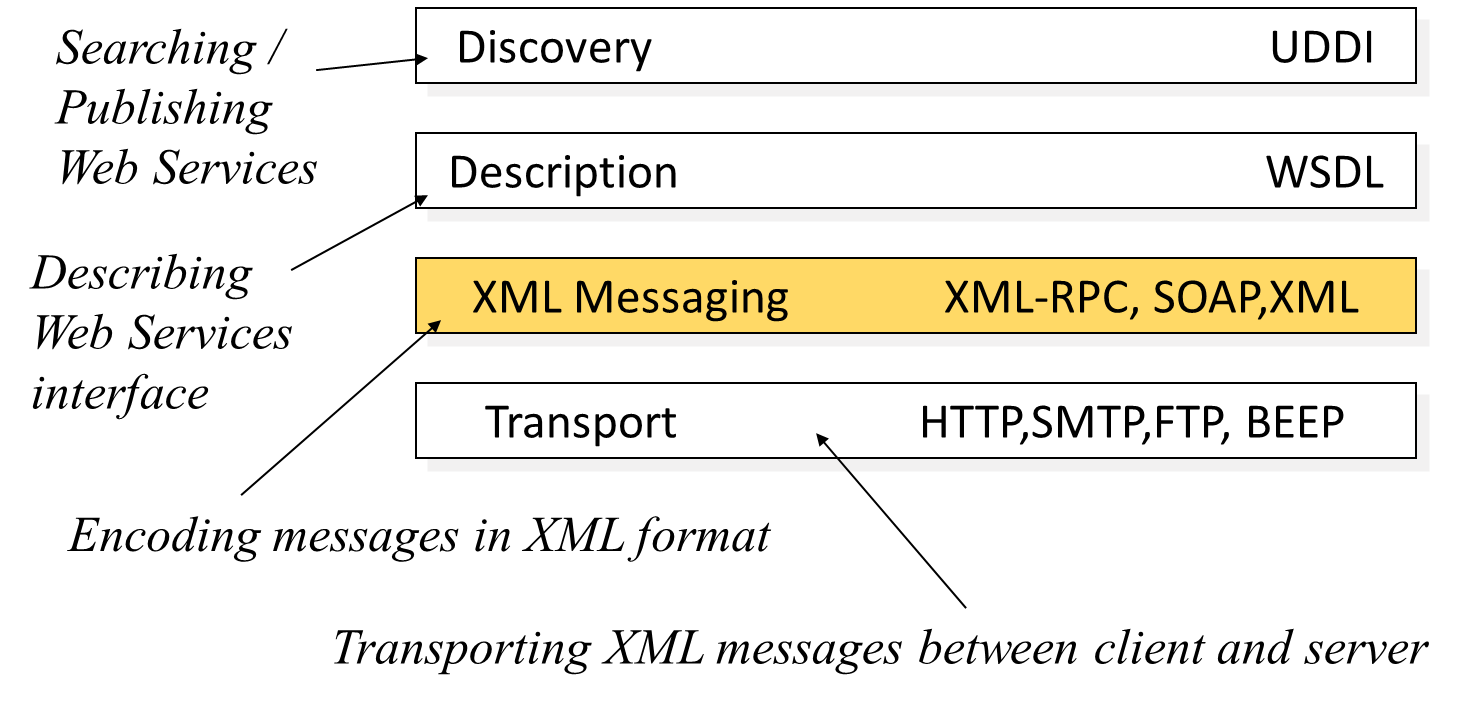 Searching /
Publishing
Web Services
Discovery UDDI
Description WSDL
Describing
Web Services
interface
XML Messaging XML-RPC, SOAP,XML
Transport HTTP,SMTP,FTP, BEEP
Encoding messages in XML format
Transporting XML messages between client and server